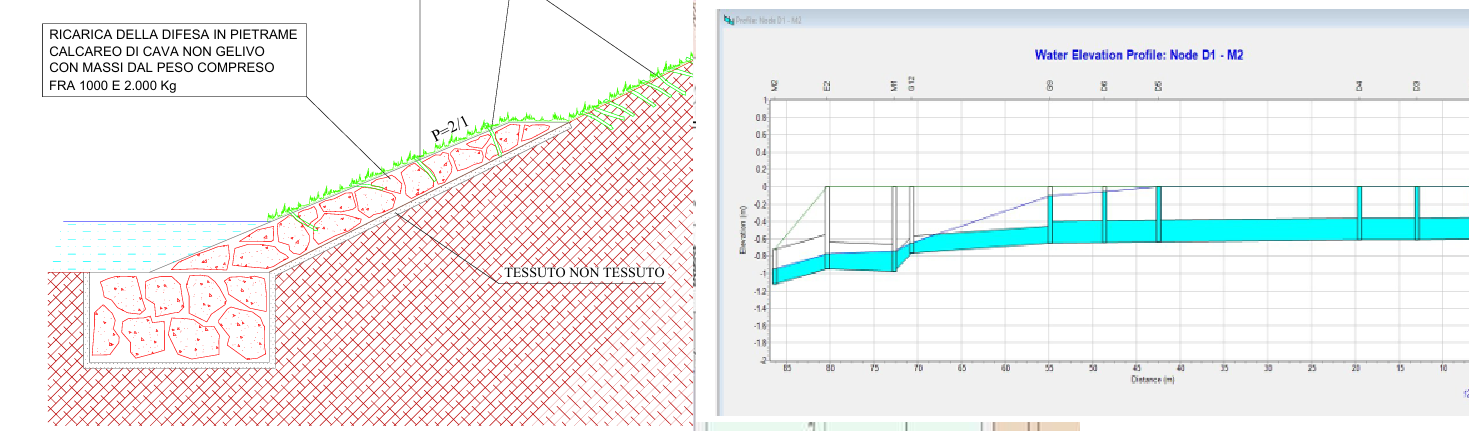 RICARICA DELLA DIFESA IN PIETRAME
CALCAREO DI CAVA NON GELIVO
CON MASSI DAL PESO COMPRESO
FRA 1000 E 2.000 Kg
P=2/1
TESSUTO NON TESSUTO
Profile: Node D1 - M2
Water Elevation Profile: Node D1 - M2
M2 E2 M1 G12 G9 D6 D5 D4 D3
1
0.8
0.6
0.4
0.2
0
-0.2
-0.4
-0.6
-0.8
-1
-1.2
-1.4
-1.6
-1.8
-2
Elevation (m)
85 80 75 70 65 60 55 50 45 40 35 30 25 20 15 10
Distance (m)